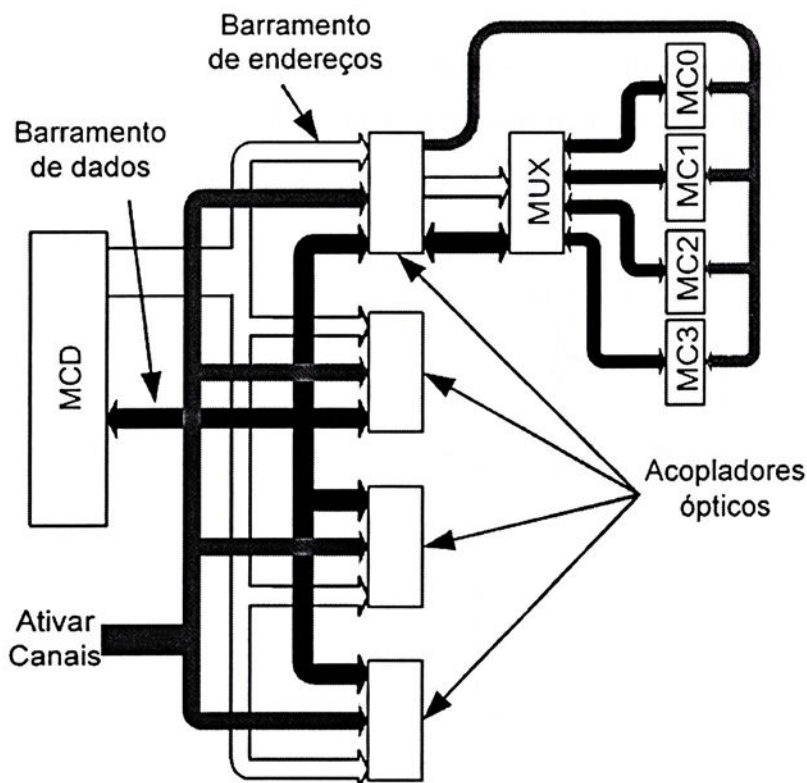 Barramento
de endereços
Barramento
de dados
MCD
MUX
MC0
MC1
MC2
MC3
Acopladores
ópticos
Ativar
Canais